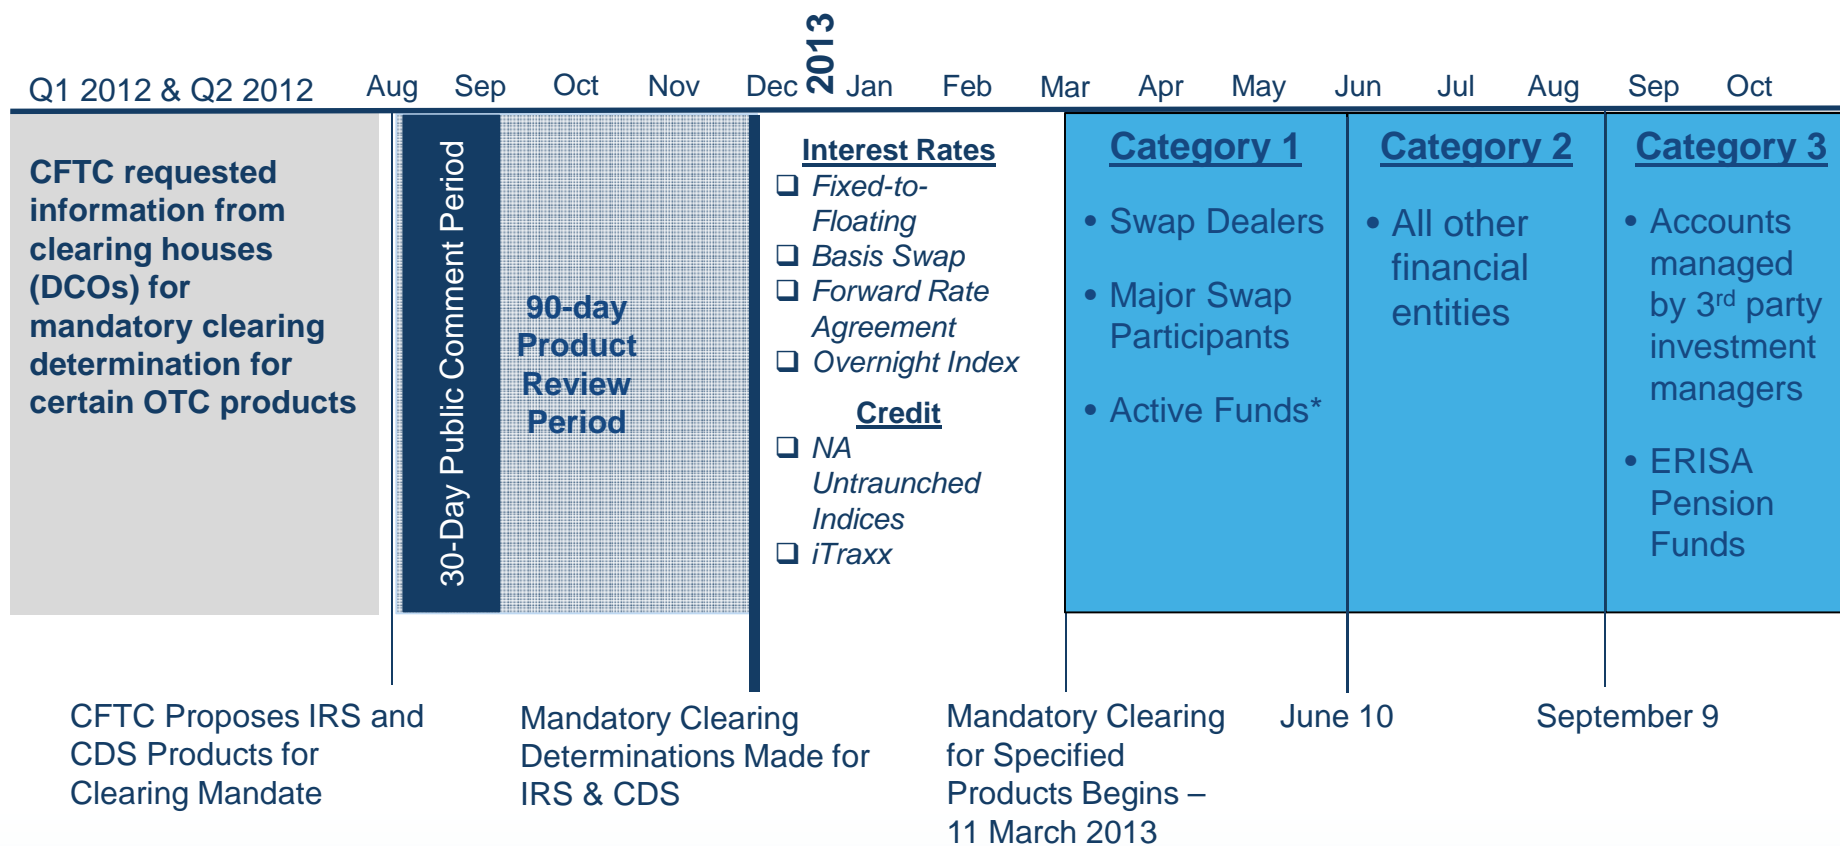 2013
Q1 2012 & Q2 2012 Aug Sep Oct Nov Dec Jan Feb Mar Apr May Jun Jul Aug Sep Oct
CFTC requested
information from
clearing houses
(DCOs) for
mandatory clearing
determination for
certain OTC products
30-Day Public Comment Period
90-day
Product
Review
Period
Interest Rates
❑ Fixed-to-
Floating
❑ Basis Swap
❑ Forward Rate
Agreement
❑ Overnight Index
Credit
❑ NA
Untraunched
Indices
❑ iTraxx
Category 1
• Swap Dealers
• Major Swap
Participants
• Active Funds*
Category 2
• All other
financial
entities
Category 3
• Accounts
managed
by 3rd party
investment
managers
• ERISA
Pension
Funds
CFTC Proposes IRS and
CDS Products for
Clearing Mandate
Mandatory Clearing
Determinations Made for
IRS & CDS
Mandatory Clearing
for Specified
Products Begins –
11 March 2013
June 10
September 9